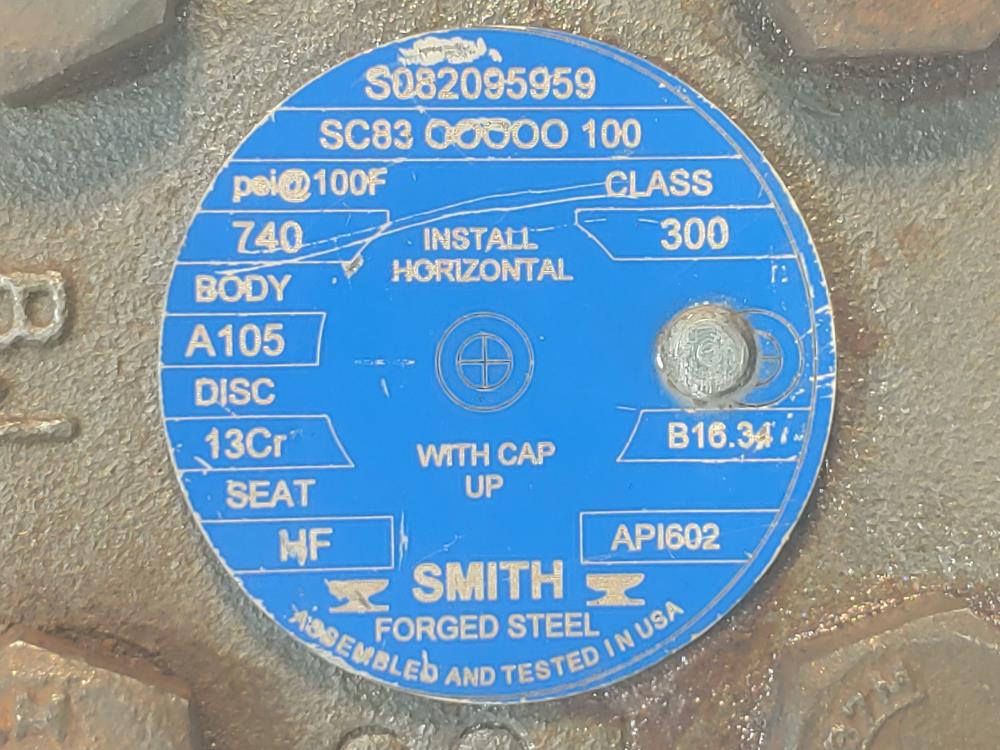 S082095959
SC83 OOOOO 100
psi@100F
CLASS
740
INSTALL
HORIZONTAL
300
BODY
A105
DISC
13Cr
WITH CAP
UP
B16.34
SEAT
HF
API602
SMITH
FORGED STEEL
ASSEMBLED AND TESTED IN USA
B